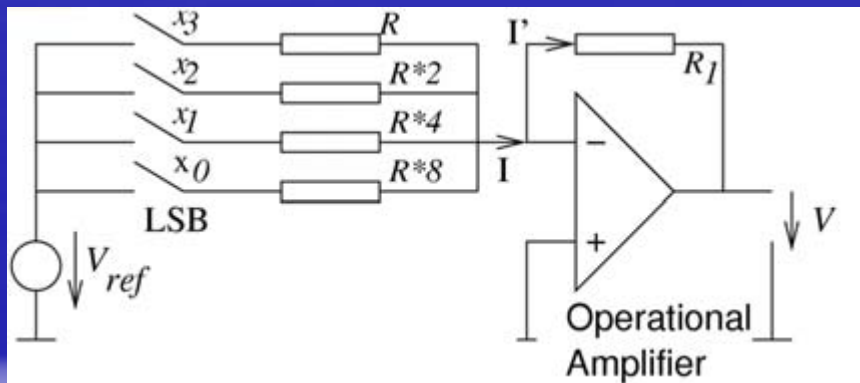 x3 R I'
x2 R*2 R1
x1 R*4 −
x0 R*8 I
LSB + V
Vref
Operational
Amplifier